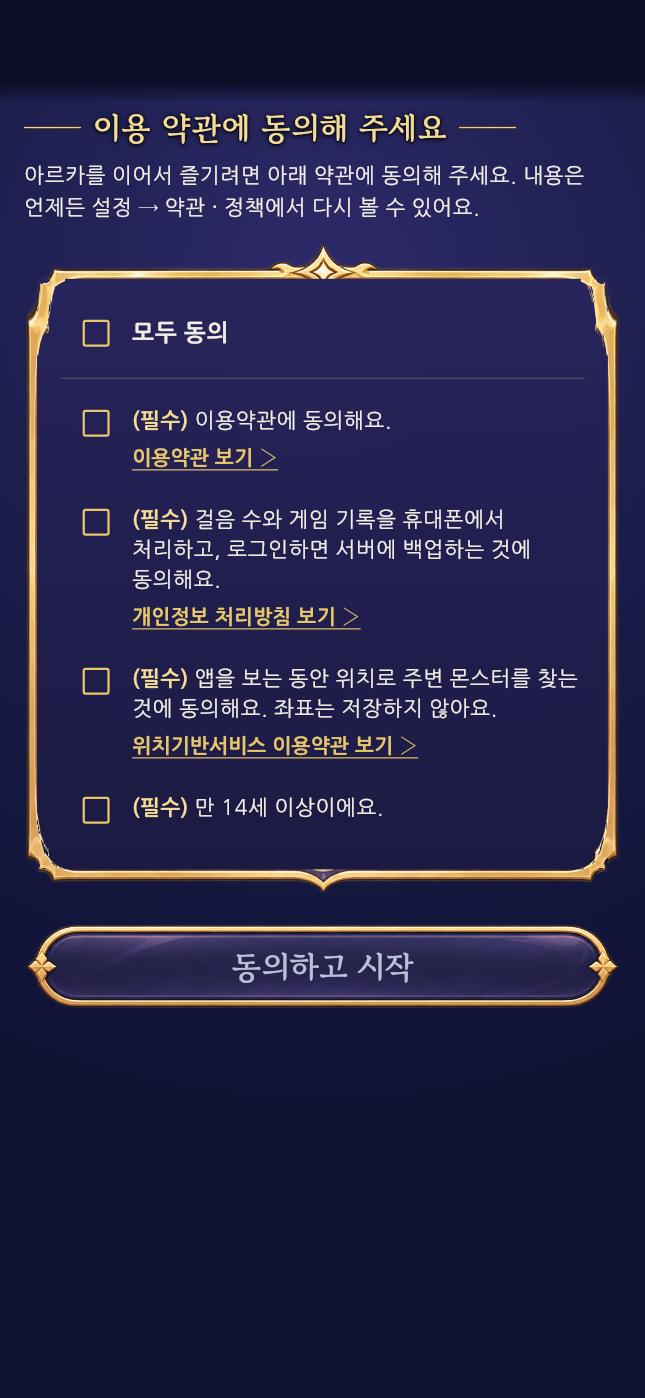 이용 약관에 동의해 주세요
아르카를 이어서 즐기려면 아래 약관에 동의해 주세요. 내용은
언제든 설정 → 약관 · 정책에서 다시 볼 수 있어요.
모두 동의
(필수) 이용약관에 동의해요.
이용약관 보기 >
(필수) 걸음 수와 게임 기록을 휴대폰에서
처리하고, 로그인하면 서버에 백업하는 것에
동의해요.
개인정보 처리방침 보기 >
(필수) 앱을 보는 동안 위치로 주변 몬스터를 찾는
것에 동의해요. 좌표는 저장하지 않아요.
위치기반서비스 이용약관 보기 >
(필수) 만 14세 이상이에요.
동의하고 시작